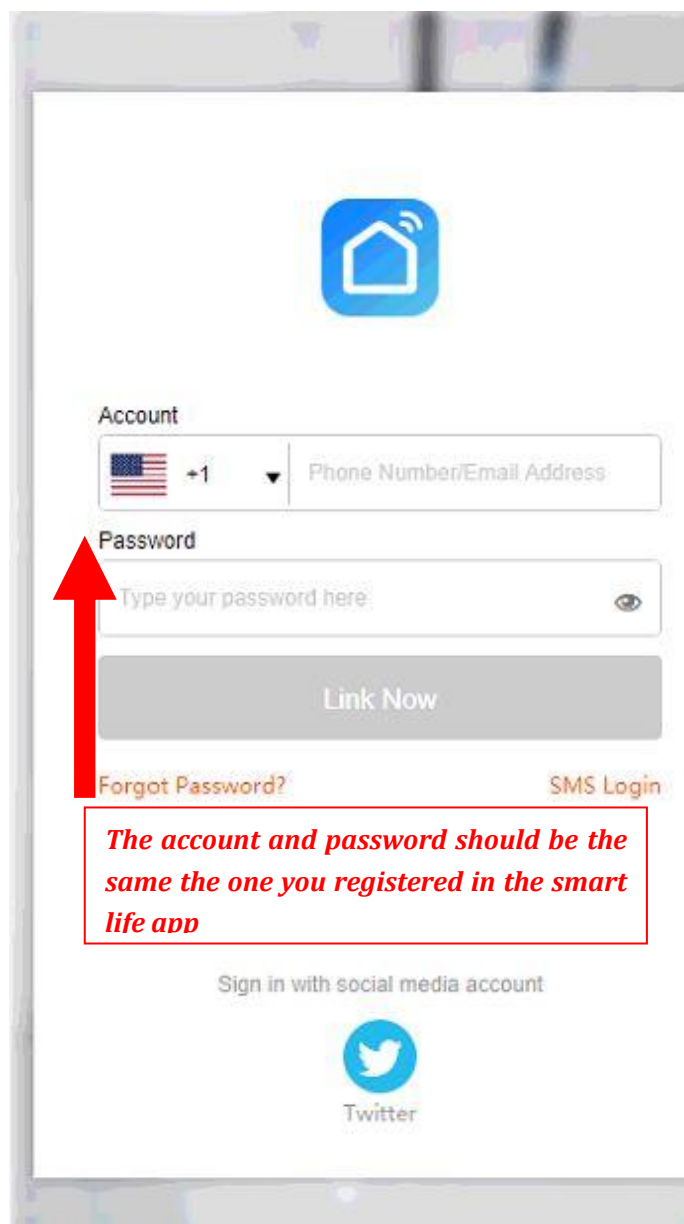 Account
+1 Phone Number/Email Address
Password
Type your password here
Link Now
Forgot Password? SMS Login
The account and password should be the
same the one you registered in the smart
life app
Sign in with social media account
Twitter